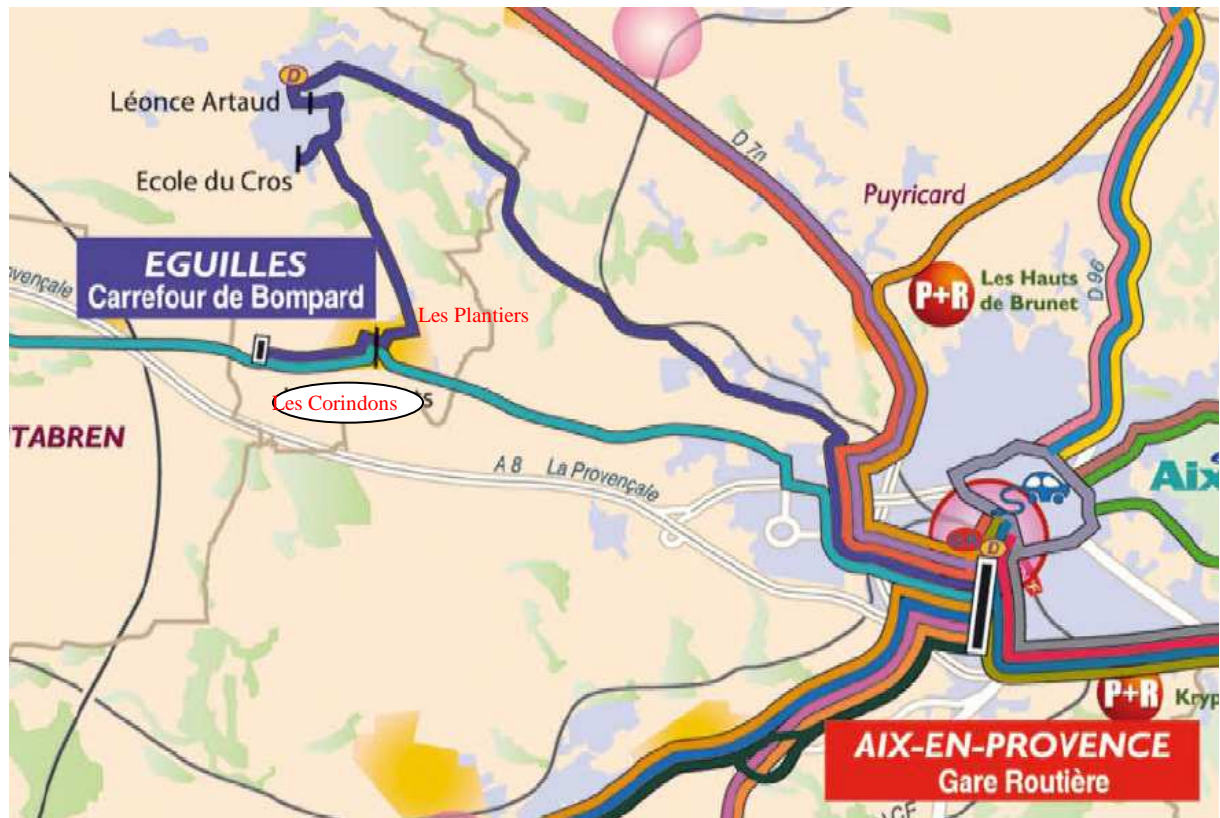 D
Léonce Artaud
Ecole du Cros
D 7n
Puyricard
EGUILLES
Carrefour de Bompard
ovençale
P+R
Les Hauts
de Brunet
D 96
Les Plantiers
Les Corindons
s
TABREN
A 8 La Provençale
Aix
D
P+R
Kryp
AIX-EN-PROVENCE
Gare Routière